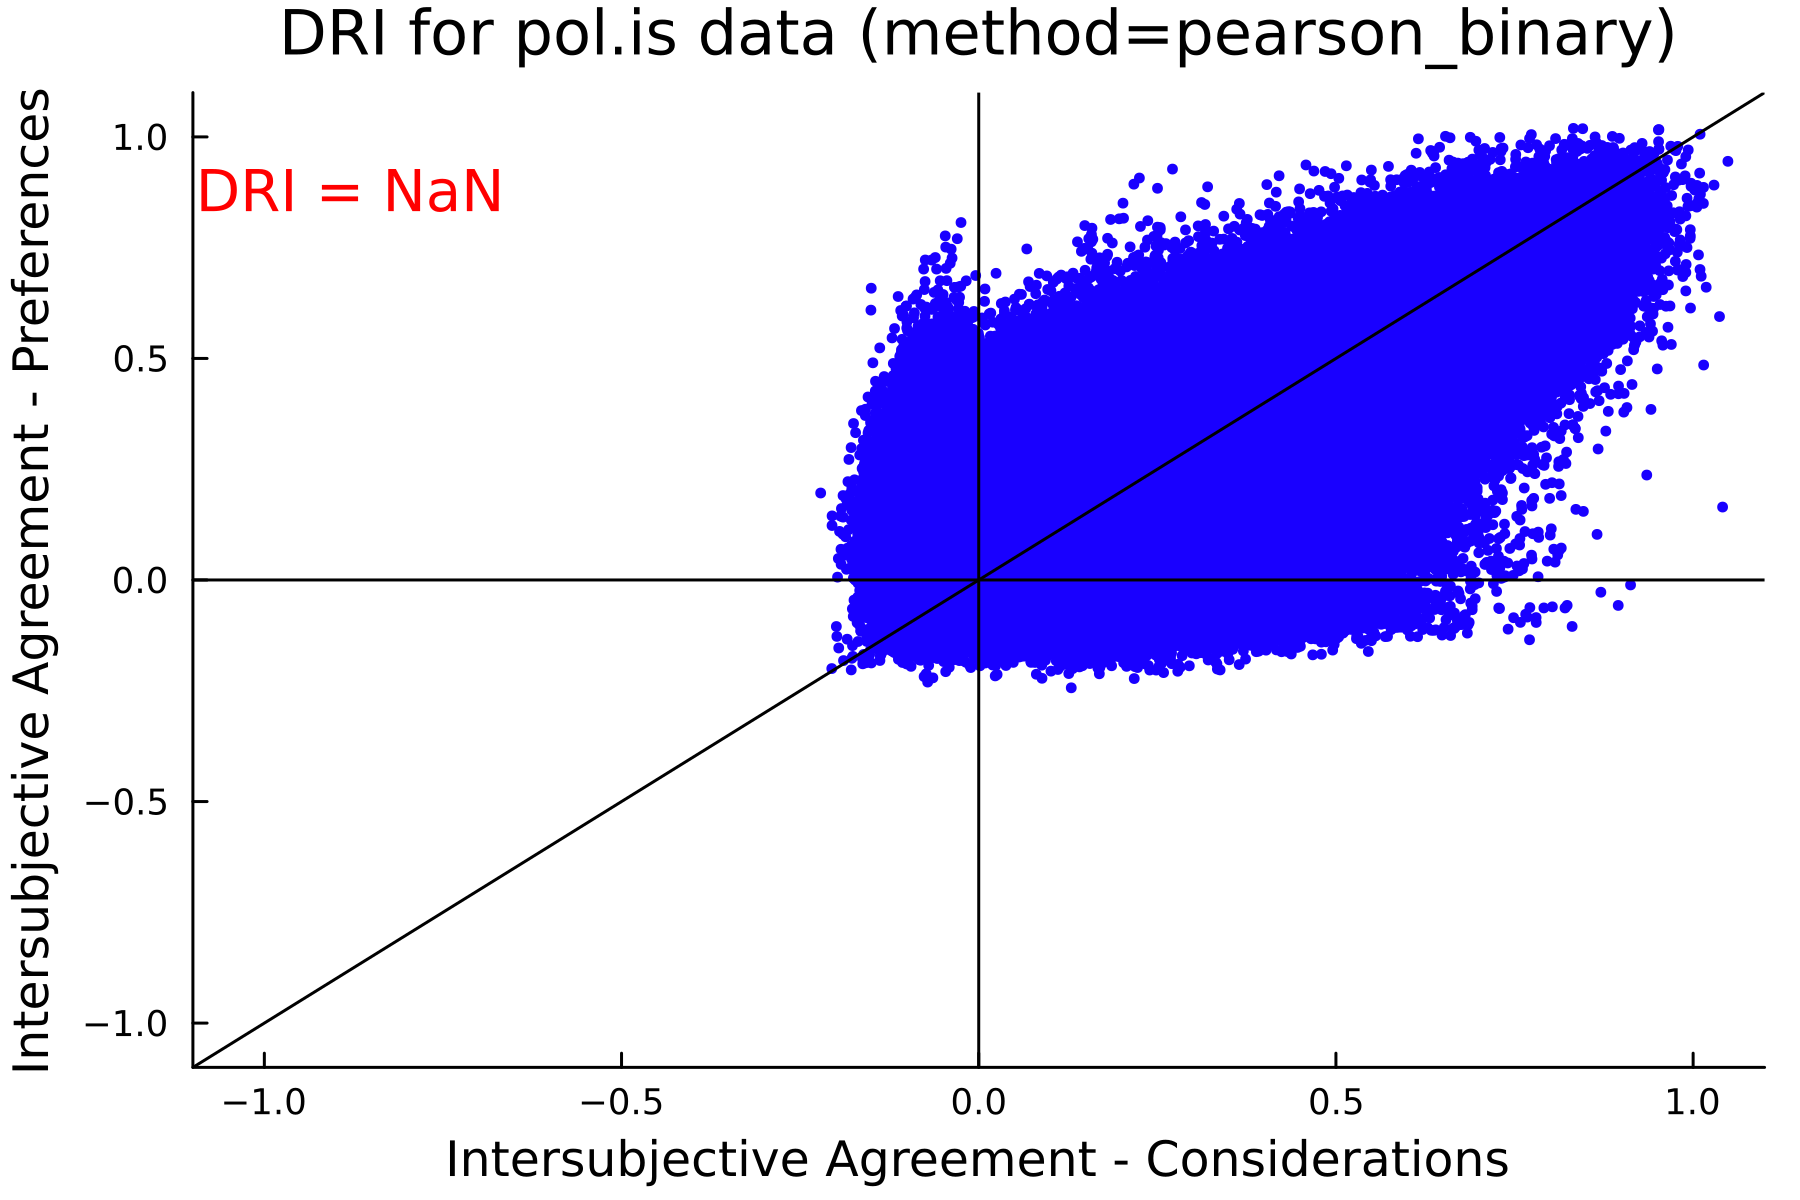 DRI for pol.is data (method=pearson_binary)
Intersubjective Agreement - Preferences
1.0
DRI = NaN
0.5
0.0
−0.5
−1.0
−1.0 −0.5 0.0 0.5 1.0
Intersubjective Agreement - Considerations